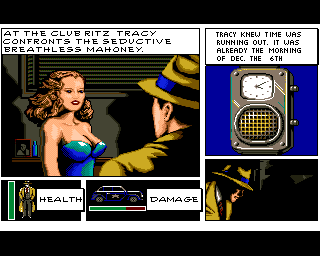 AT THE CLUB RITZ TRACY
CONFRONTS THE SEDUCTIVE
BREATHLESS MAHONEY.
TRACY KNEW TIME WAS
RUNNING OUT. IT WAS
ALREADY THE MORNING
OF DEC. THE 6TH
HEALTH
DAMAGE